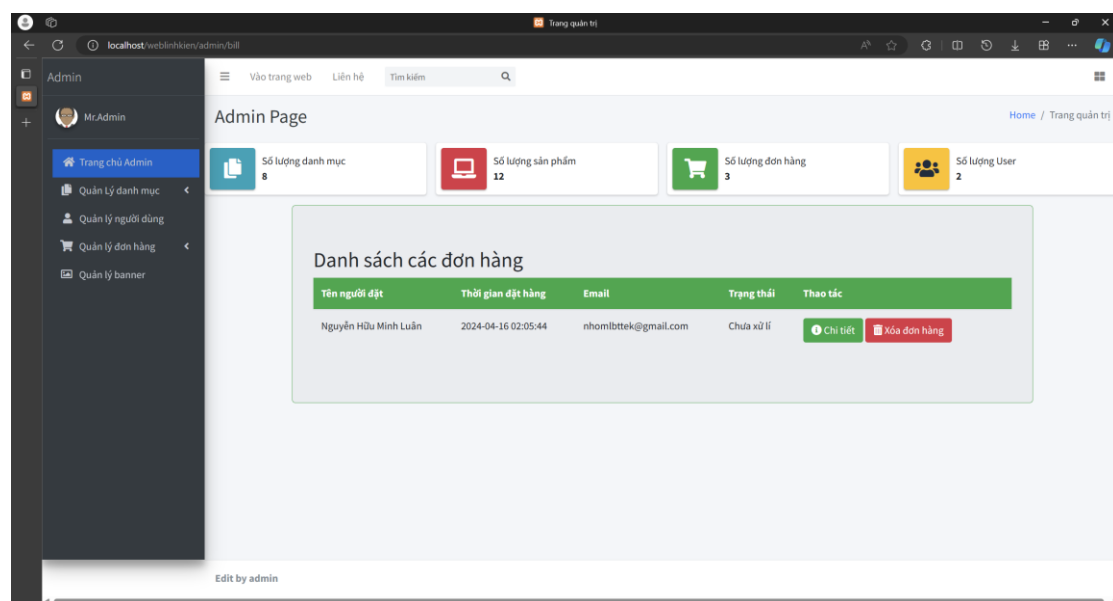 Trang quản trị
localhost/weblinhkien/admin/bill
Admin
Vào trang web Liên hệ Tìm kiếm
Mr.Admin
Admin Page
Home / Trang quản trị
Trang chủ Admin
Quản Lý danh mục
Quản lý người dùng
Quản lý đơn hàng
Quản lý banner
Số lượng danh mục
8
Số lượng sản phẩm
12
Số lượng đơn hàng
3
Số lượng User
2
Danh sách các đơn hàng
Tên người đặt Thời gian đặt hàng Email Trạng thái Thao tác
Nguyễn Hữu Minh Luân 2024-04-16 02:05:44 nhomlbttek@gmail.com Chưa xử lí Chi tiết Xóa đơn hàng
Edit by admin